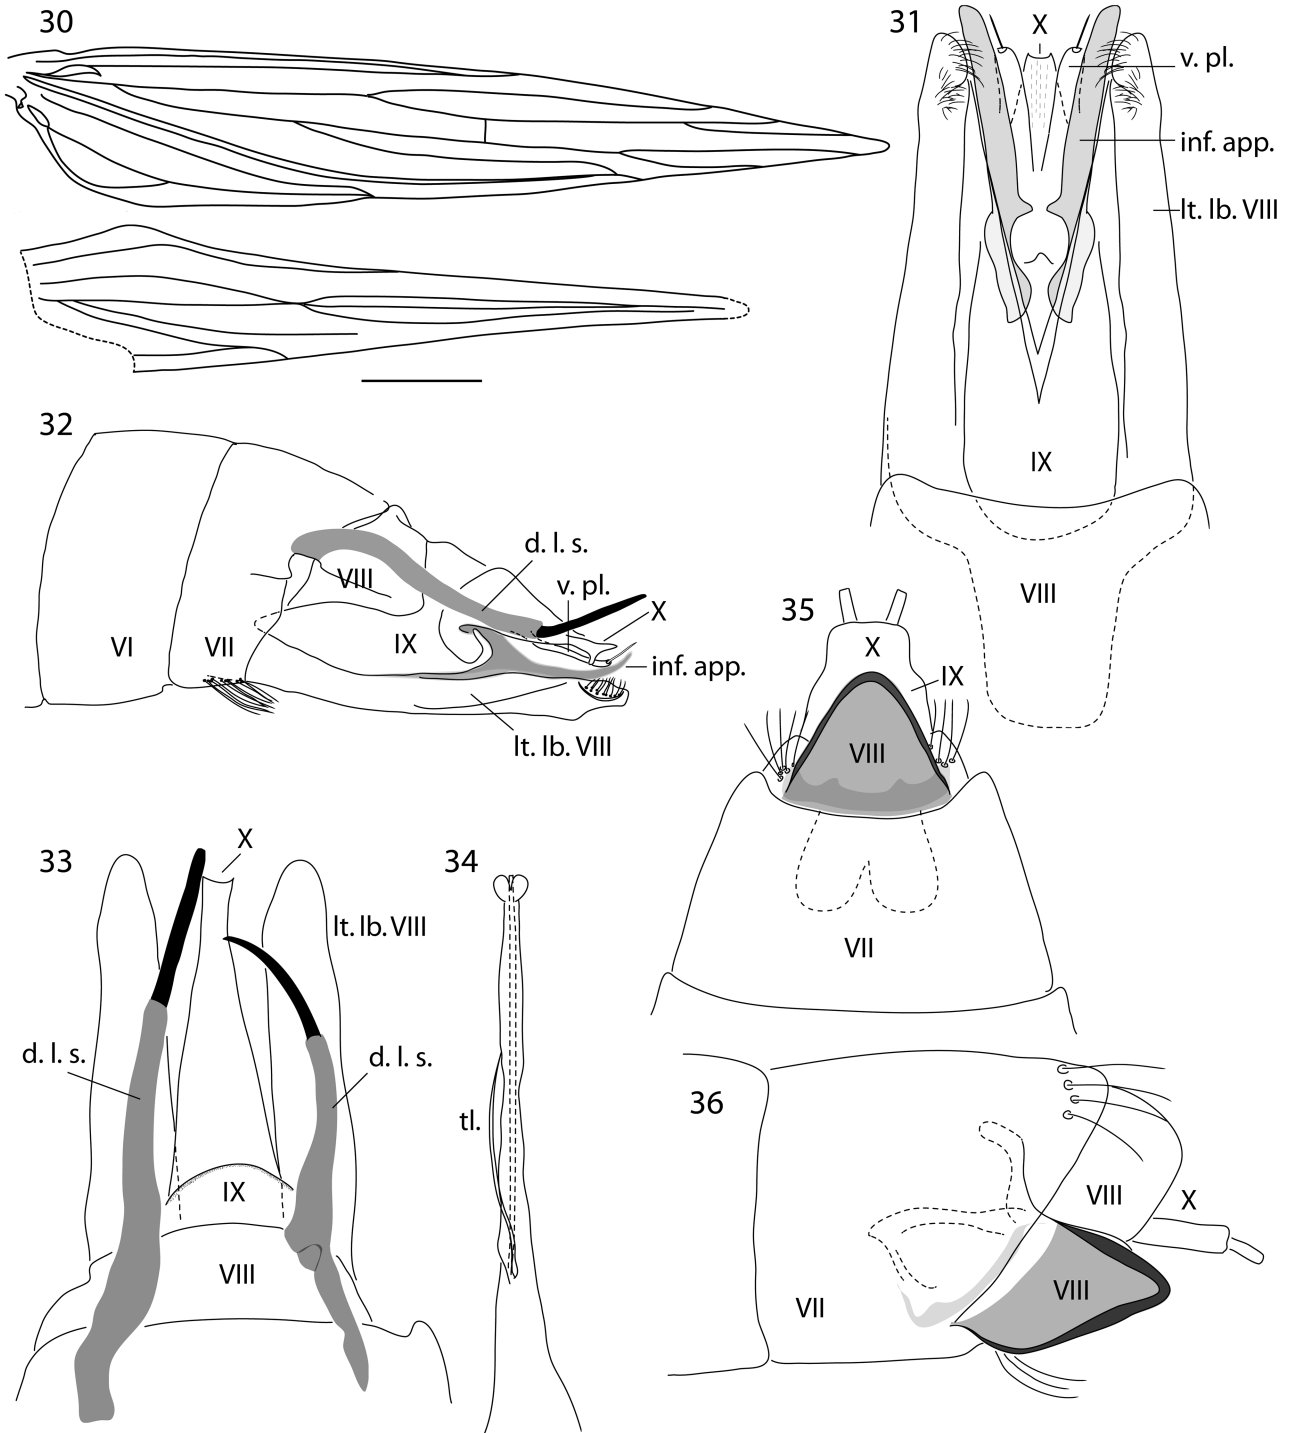 30
31
X
v. pl.
inf. app.
lt. lb. VIII
IX
VIII
32
VI
VII
VIII
IX
d. l. s.
v. pl.
X
inf. app.
lt. lb. VIII
33
X
lt. lb. VIII
d. l. s.
d. l. s.
IX
VIII
34
tl.
35
X
IX
VIII
VII
36
VIII
X
VIII
VII